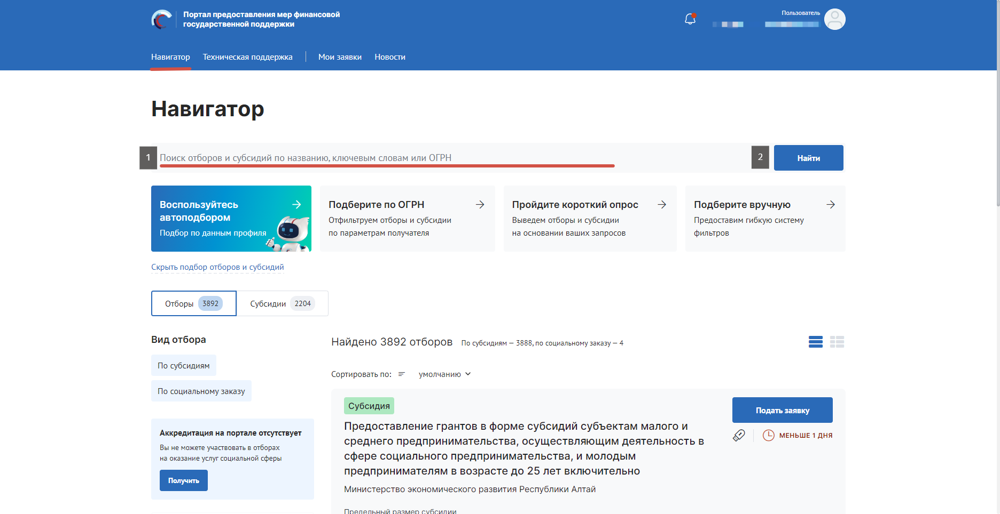 Портал предоставления мер финансовой
государственной поддержки
Пользователь
Навигатор
Техническая поддержка
Мои заявки
Новости
Навигатор
1
Поиск отборов и субсидий по названию, ключевым словам или ОГРН
2
Найти
Воспользуйтесь
автоподбором
Подбор по данным профиля
Подберите по ОГРН
Отфильтруем отборы и субсидии
по параметрам получателя
Пройдите короткий опрос
Выведем отборы и субсидии
на основании ваших запросов
Подберите вручную
Предоставим гибкую систему
фильтров
Скрыть подбор отборов и субсидий
Отборы 3892
Субсидии 2204
Вид отбора
По субсидиям
По социальному заказу
Аккредитация на портале отсутствует
Вы не можете участвовать в отборах
на оказание услуг социальной сферы
Получить
Найдено 3892 отборов
По субсидиям — 3888, по социальному заказу — 4
Сортировать по: умолчанию
Субсидия
Предоставление грантов в форме субсидий субъектам малого и
среднего предпринимательства, осуществляющим деятельность в
сфере социального предпринимательства, и молодым
предпринимателям в возрасте до 25 лет включительно
Министерство экономического развития Республики Алтай
Предельный размер субсидии
Подать заявку
МЕНЬШЕ 1 ДНЯ